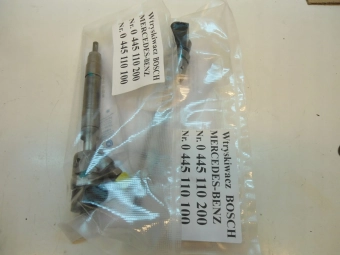 Wtryskiwacz BOSCH
MERCEDES-BENZ
Nr. 0 445 110 200
Nr. 0 445 110 100
Wtryskiwacz BOSCH
MERCEDES-BENZ
Nr. 0 445 110 200
Nr. 0 445 110 100